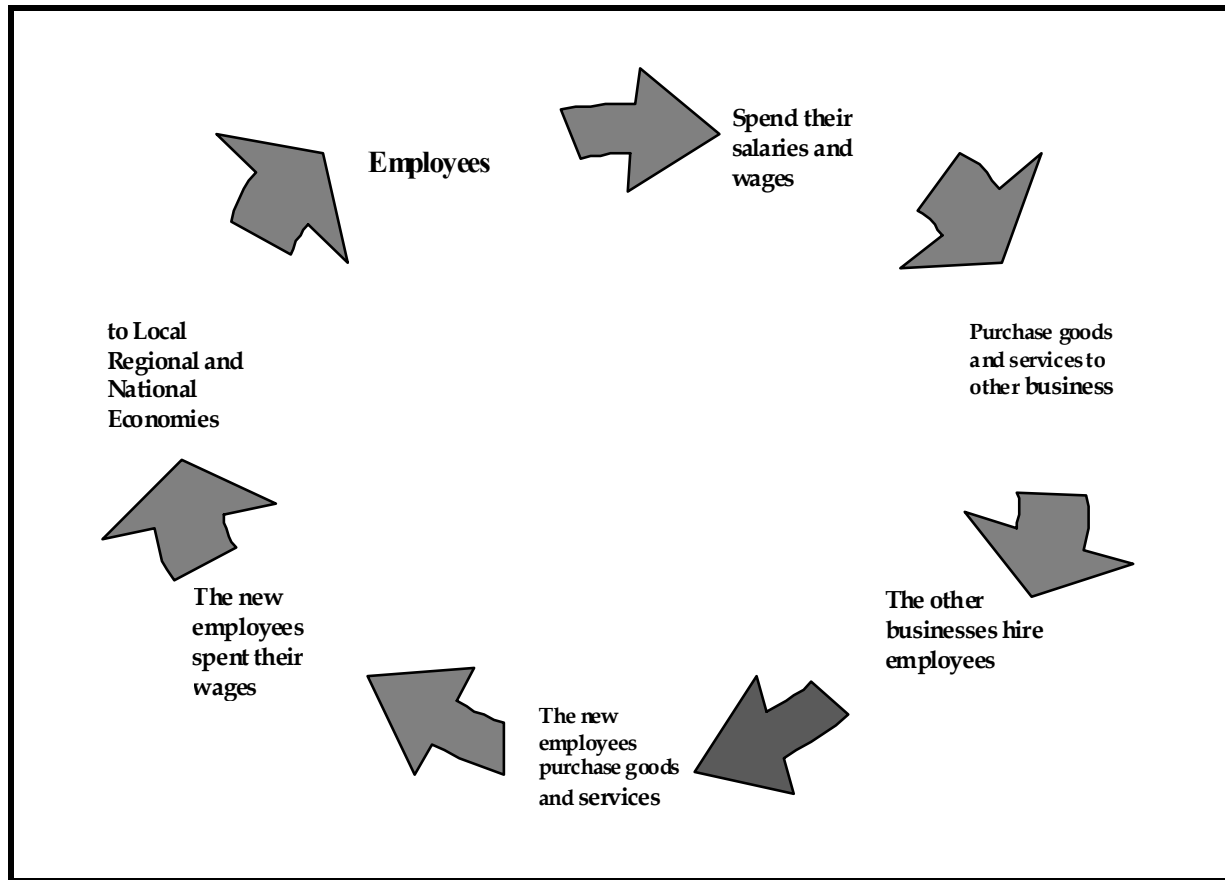 Employees
Spend their
salaries and
wages
Purchase goods
and services to
other business
The other
businesses hire
employees
The new
employees
purchase goods
and services
The new
employees
spent their
wages
to Local
Regional and
National
Economies